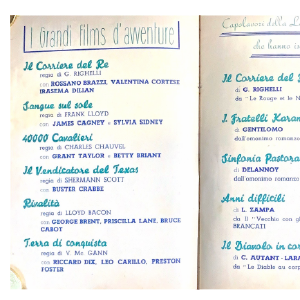 I Grandi films d'avventure
Il Corriere del Re
regia di G. RIGHELLI
con ROSSANO BRAZZI, VALENTINA CORTESE
IRASEMA DILIAN
Sangue sul sole
regia di FRANK LLOYD
con JAMES CAGNEY e SYLVIA SIDNEY
40000 Cavalieri
regia di CHARLES CHAUVEL
con GRANT TAYLOR e BETTY BRIANT
Il Vendicatore del Texas
regia di SHERMANN SCOTT
con BUSTER CRABBE
Rivalità
regia di LLOYD BACON
con GEORGE BRENT, PRISCILLA LANE, BRUCE
CABOT
Terra di conquista
regia di V. Mc GANN
con RICCARD DIX, LEO CARILLO, PRESTON
FOSTER
Capolavori della L
che hanno is
Il Corriere del
di G. RIGHELLI
da " Le Rouge et le N
I Fratelli Karam
di GENTILOMO
dall'omonimo romanzo
Sinfonia Pastora
di DELANNOY
dall'omonimo romanzo
Anni difficili
di L. ZAMPA
da Il " Vecchio con gl
BRANCATI
Il Diavolo in cor
di C. AUTANT - LARA
da " Le Diable au corp